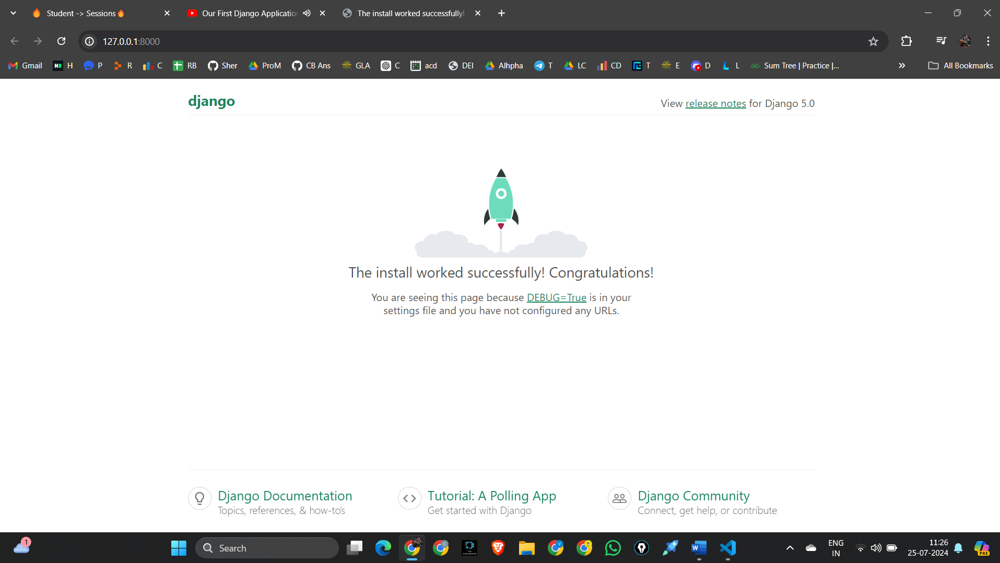 Student -> Sessions
Our First Django Application
The install worked successfully!
127.0.0.1:8000
Gmail H P R C RB Sher ProM CB Ans GLA C acd DEI Alhpha T LC CD T E D L Sum Tree | Practice |... All Bookmarks
django
View release notes for Django 5.0
The install worked successfully! Congratulations!
You are seeing this page because DEBUG=True is in your
settings file and you have not configured any URLs.
Django Documentation
Topics, references, & how-to's
Tutorial: A Polling App
Get started with Django
Django Community
Connect, get help, or contribute
1
Search
ENG
IN
11:26
25-07-2024
PRE